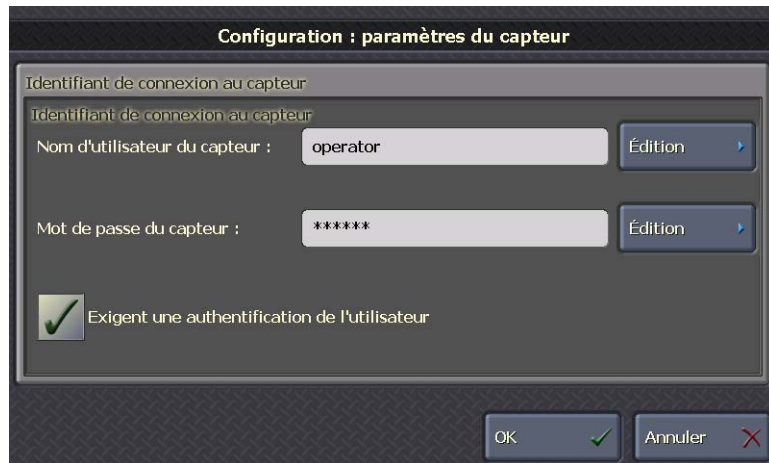 Configuration : paramètres du capteur
Identifiant de connexion au capteur
Identifiant de connexion au capteur
Nom d'utilisateur du capteur : operator Édition
Mot de passe du capteur : ****** Édition
Exigent une authentification de l'utilisateur
OK Annuler